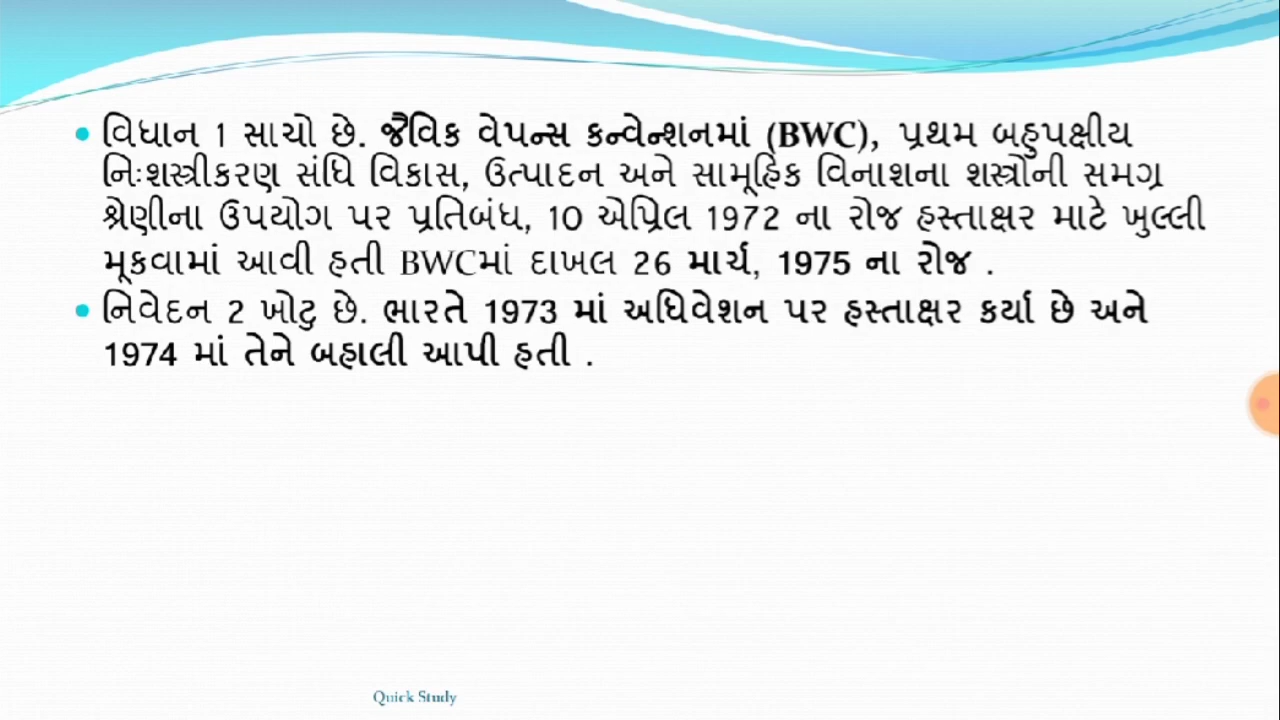 • વિધાન 1 સાચો છે. જૈવિક વેપન્સ કન્વેન્શનમાં (BWC), પ્રથમ બહુપક્ષીય
નિઃશસ્ત્રીકરણ સંધિ વિકાસ, ઉત્પાદન અને સામૂહિક વિનાશના શસ્ત્રોની સમગ્ર
શ્રેણીના ઉપયોગ પર પ્રતિબંધ, 10 એપ્રિલ 1972 ના રોજ હસ્તાક્ષર માટે ખુલ્લી
મૂકવામાં આવી હતી BWCમાં દાખલ 26 માર્ચ, 1975 ના રોજ .
• નિવેદન 2 ખોટુ છે. ભારતે 1973 માં અધિવેશન પર હસ્તાક્ષર કર્યા છે અને
1974 માં તેને બહાલી આપી હતી .
Quick Study